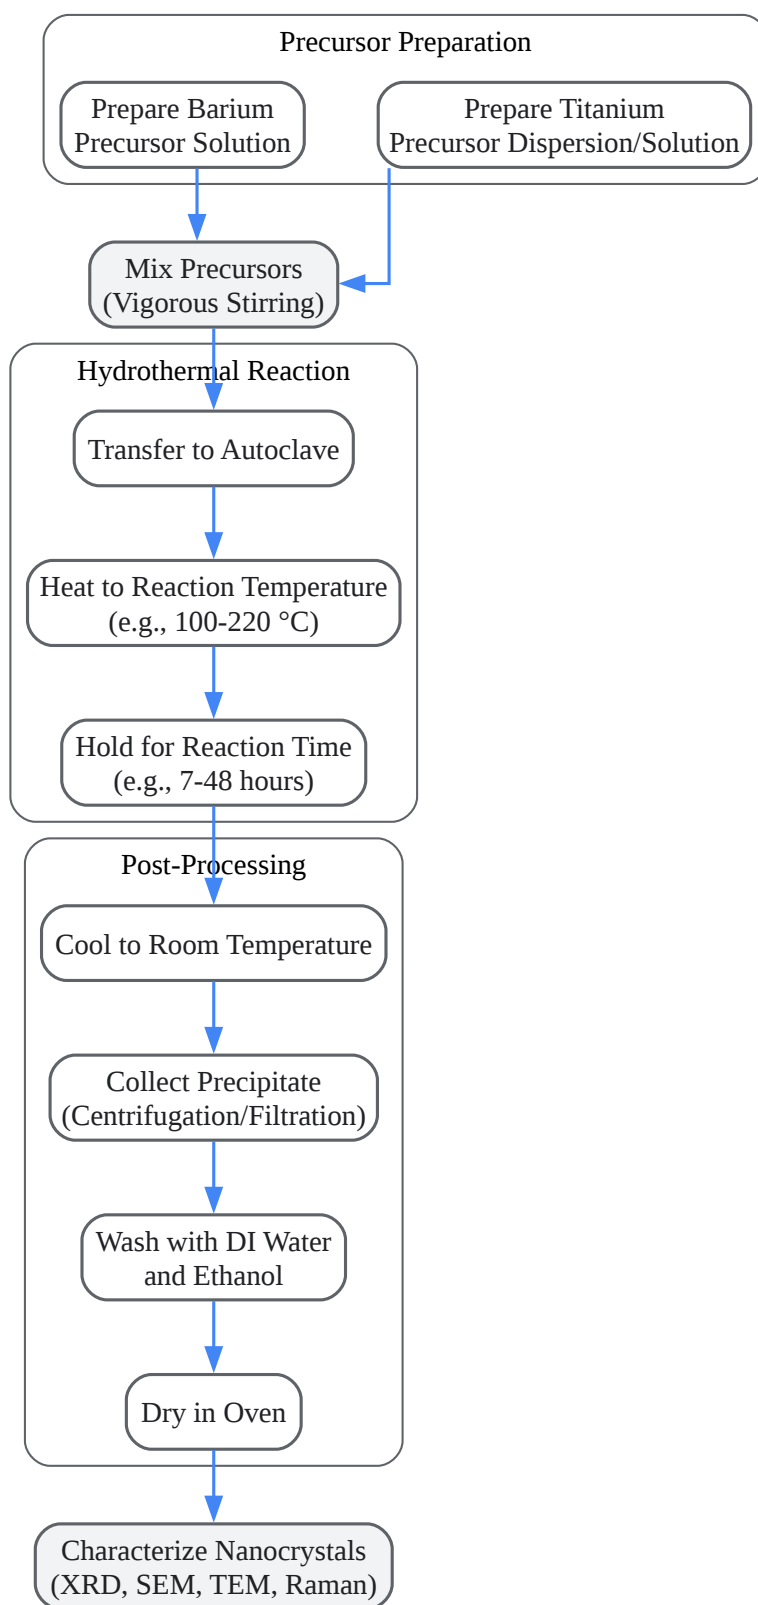 Precursor Preparation
Prepare Barium
Precursor Solution
Prepare Titanium
Precursor Dispersion/Solution
Mix Precursors
(Vigorous Stirring)
Hydrothermal Reaction
Transfer to Autoclave
Heat to Reaction Temperature
(e.g., 100-220 °C)
Hold for Reaction Time
(e.g., 7-48 hours)
Post-Processing
Cool to Room Temperature
Collect Precipitate
(Centrifugation/Filtration)
Wash with DI Water
and Ethanol
Dry in Oven
Characterize Nanocrystals
(XRD, SEM, TEM, Raman)